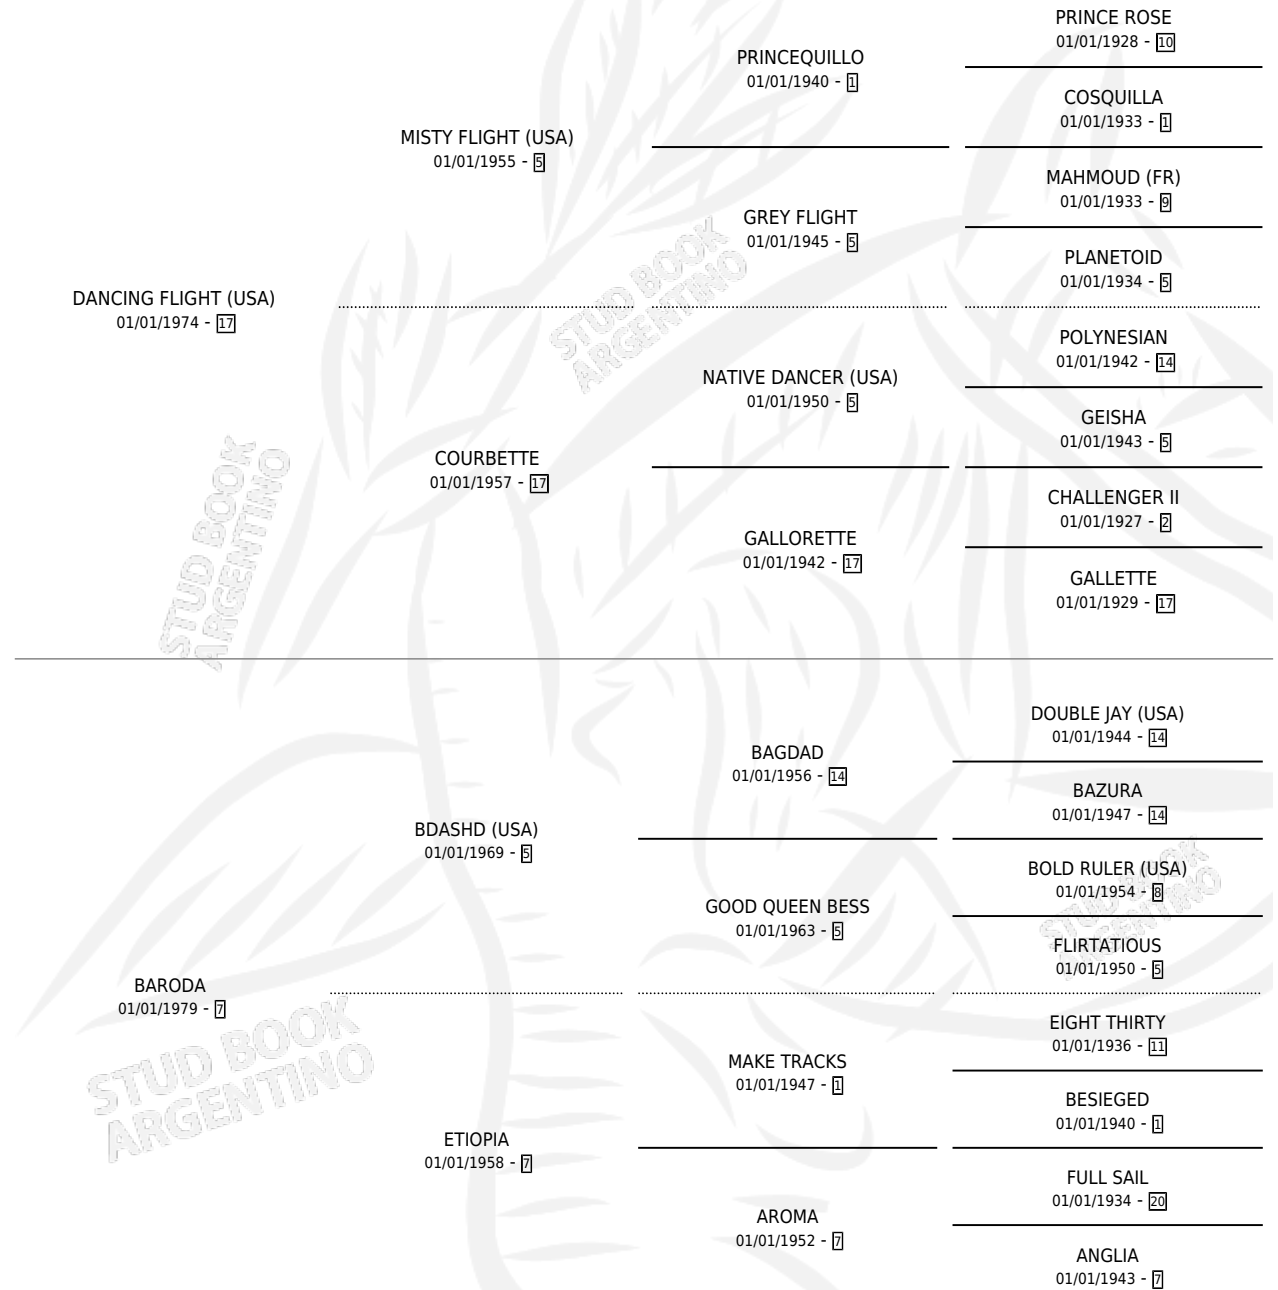 PRINCE ROSE
01/01/1928 - 10
PRINCEQUILLO
01/01/1940 - 1
COSQUILLA
01/01/1933 - 1
MISTY FLIGHT (USA)
01/01/1955 - 5
MAHMOUD (FR)
01/01/1933 - 9
GREY FLIGHT
01/01/1945 - 5
PLANETOID
01/01/1934 - 5
DANCING FLIGHT (USA)
01/01/1974 - 17
POLYNESIAN
01/01/1942 - 14
NATIVE DANCER (USA)
01/01/1950 - 5
GEISHA
01/01/1943 - 5
COURBETTE
01/01/1957 - 17
CHALLENGER II
01/01/1927 - 2
GALLORETTE
01/01/1942 - 17
GALLETTE
01/01/1929 - 17
DOUBLE JAY (USA)
01/01/1944 - 14
BAGDAD
01/01/1956 - 14
BAZURA
01/01/1947 - 14
BDASHD (USA)
01/01/1969 - 5
BOLD RULER (USA)
01/01/1954 - 8
GOOD QUEEN BESS
01/01/1963 - 5
FLIRTATIOUS
01/01/1950 - 5
BARODA
01/01/1979 - 7
EIGHT THIRTY
01/01/1936 - 11
MAKE TRACKS
01/01/1947 - 1
BESIEGED
01/01/1940 - 1
ETIOPIA
01/01/1958 - 7
FULL SAIL
01/01/1934 - 20
AROMA
01/01/1952 - 7
ANGLIA
01/01/1943 - 7
STUD BOOK
ARGENTINO
STUD BOOK
ARGENTINO
STUD BOOK
ARGENTINO
STUD BOOK
ARGENTINO